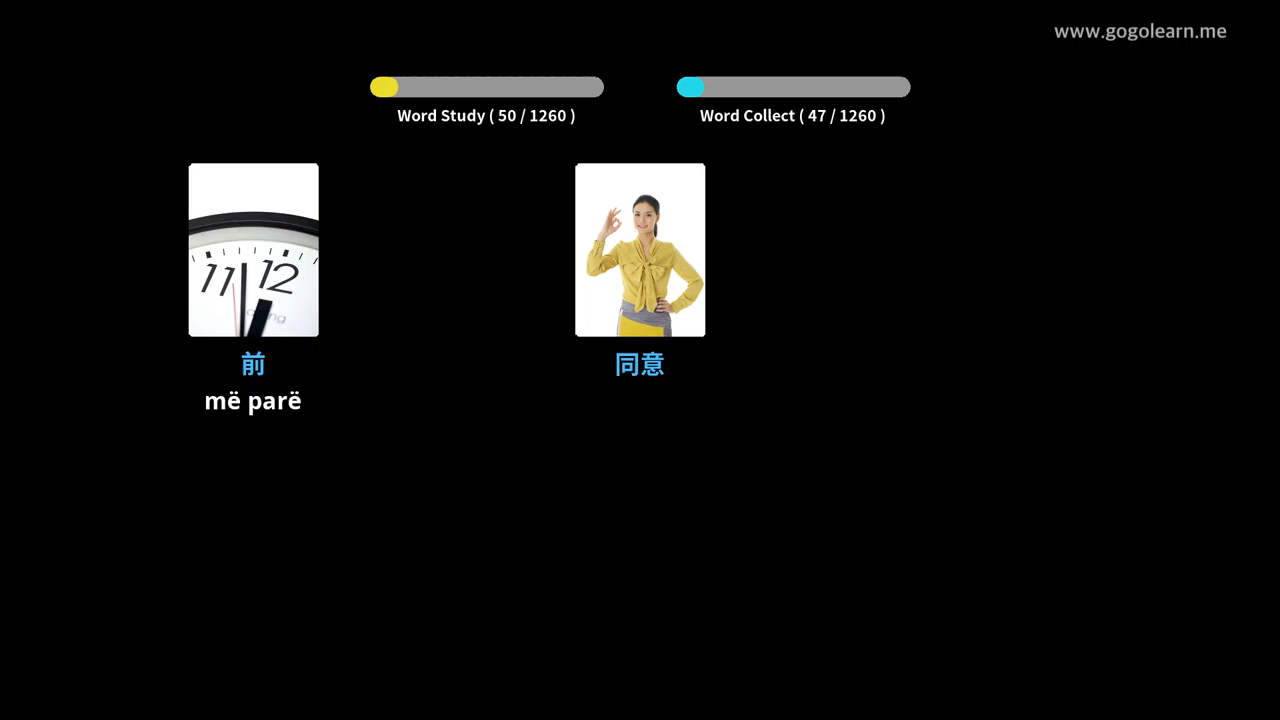 www.gogolearn.me
Word Study ( 50 / 1260 )
Word Collect ( 47 / 1260 )
11 12
前
同意
më parë